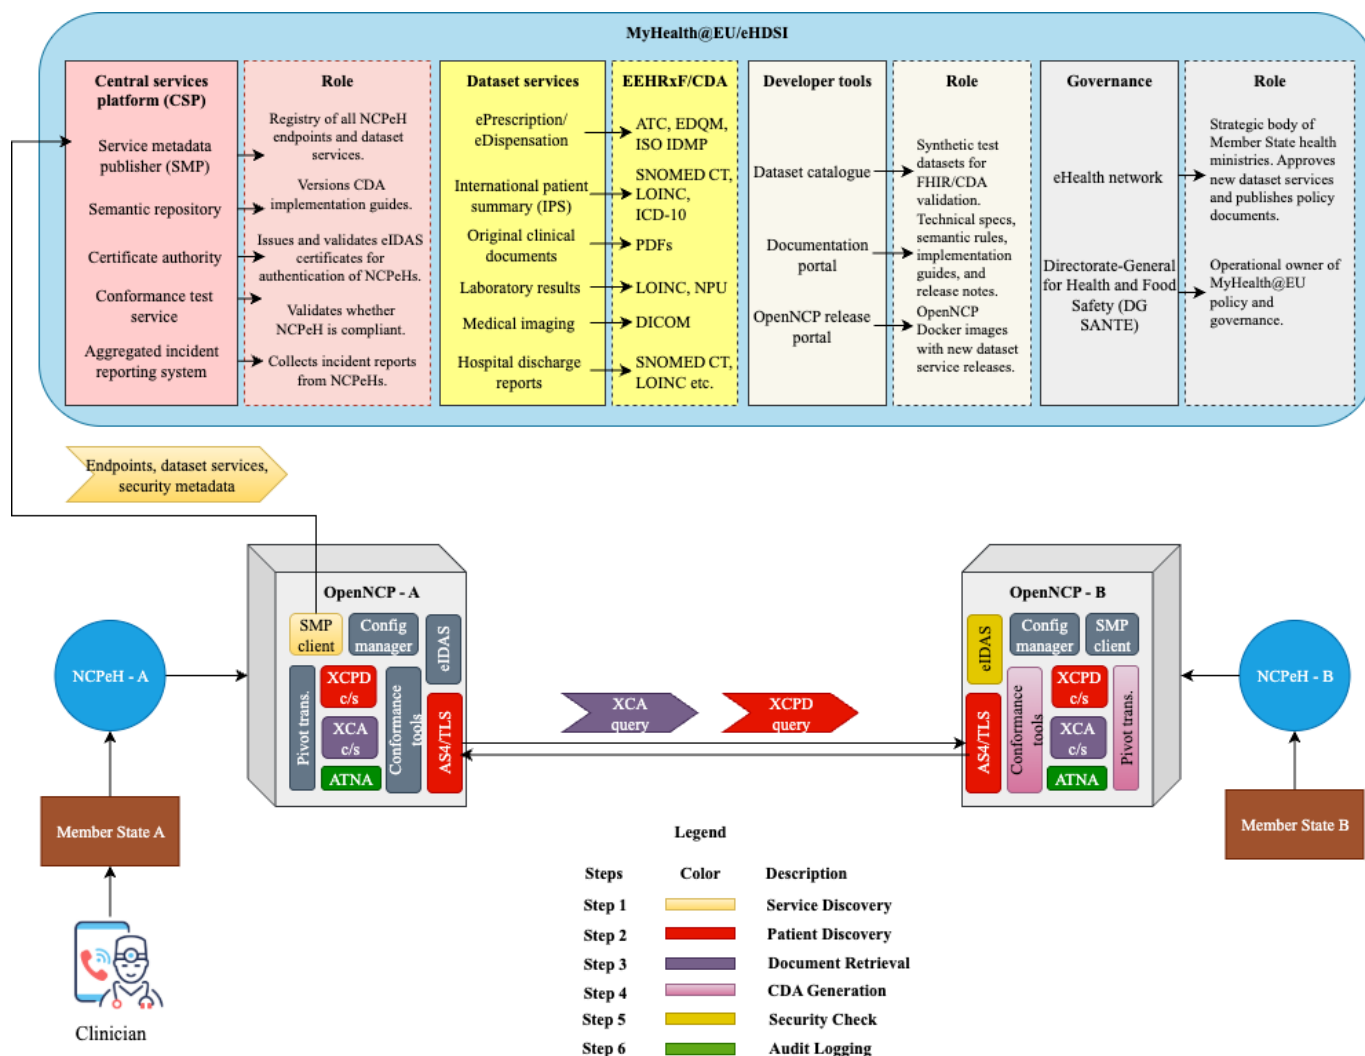 MyHealth@EU/eHDSI
Central services
platform (CSP)
Service metadata
publisher (SMP)
Semantic repository
Certificate authority
Conformance test
service
Aggregated incident
reporting system
Role
Registry of all NCPeH
endpoints and dataset
services.
Versions CDA
implementation guides.
Issues and validates eIDAS
certificates for
authentication of NCPeHs.
Validates whether
NCPeH is compliant.
Collects incident reports
from NCPeHs.
Dataset services
ePrescription/
eDispensation
International patient
summary (IPS)
Original clinical
documents
Laboratory results
Medical imaging
Hospital discharge
reports
EEHRxF/CDA
ATC, EDQM,
ISO IDMP
SNOMED CT,
LOINC,
ICD-10
PDFs
LOINC, NPU
DICOM
SNOMED CT,
LOINC etc.
Developer tools
Dataset catalogue
Documentation
portal
OpenNCP release
portal
Role
Synthetic test
datasets for
FHIR/CDA
validation.
Technical specs,
semantic rules,
implementation
guides, and
release notes.
OpenNCP
Docker images
with new dataset
service releases.
Governance
eHealth network
Directorate-General
for Health and Food
Safety (DG
SANTE)
Role
Strategic body of
Member State health
ministries. Approves
new dataset services
and publishes policy
documents.
Operational owner of
MyHealth@EU
policy and
governance.
Endpoints, dataset services,
security metadata
NCPeH - A
Member State A
Clinician
OpenNCP - A
SMP
client
Config
manager
eIDAS
Pivot trans.
XCPD
c/s
XCA
c/s
ATNA
Conformance
tools
AS4/TLS
XCA
query
XCPD
query
OpenNCP - B
eIDAS
Config
manager
SMP
client
AS4/TLS
Conformance
tools
XCPD
c/s
XCA
c/s
ATNA
Pivot trans.
NCPeH - B
Member State B
Legend
Steps Color Description
Step 1 Service Discovery
Step 2 Patient Discovery
Step 3 Document Retrieval
Step 4 CDA Generation
Step 5 Security Check
Step 6 Audit Logging